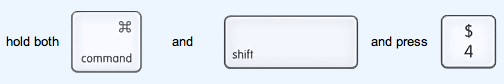 hold both ⌘ command and shift and press $ 4